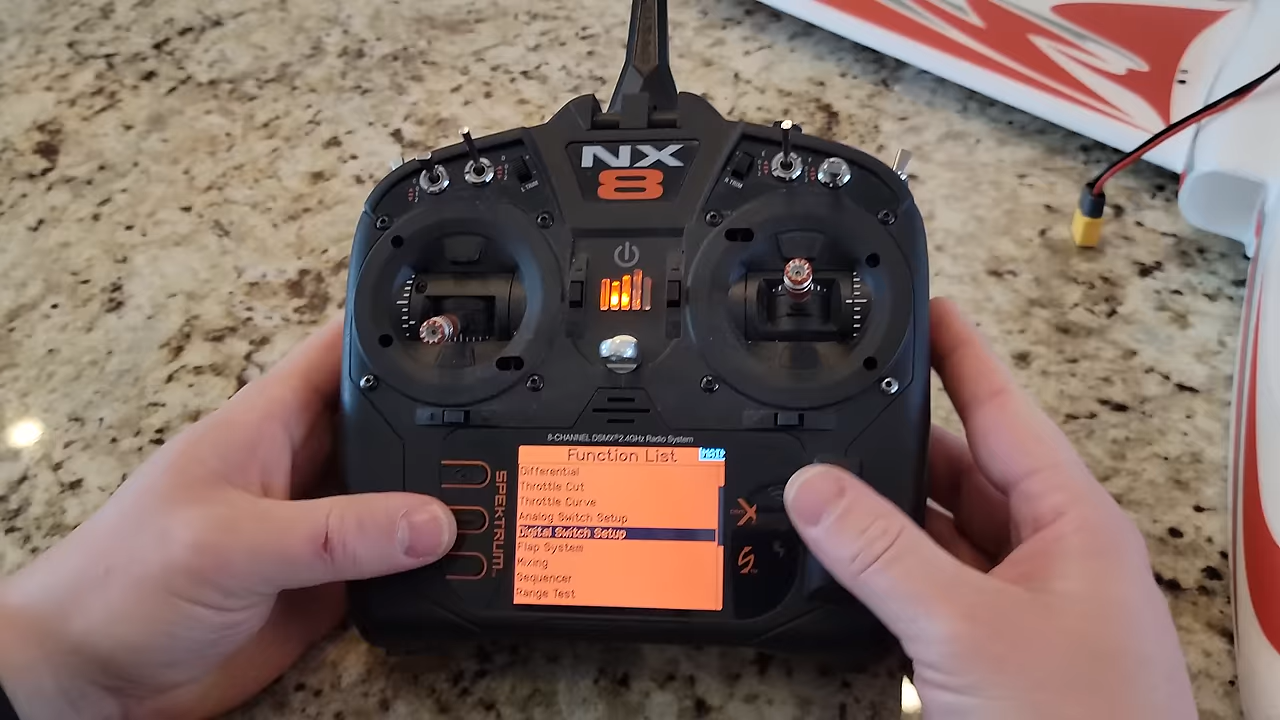 NX
8
R TRIM
8-CHANNEL DSMX® 2.4GHz Radio System
Function List
Differential
Throttle Cut
Throttle Curve
Analog Switch Setup
Digital Switch Setup
Flap System
Mixing
Sequencer
Range Test
SPEKTRUM